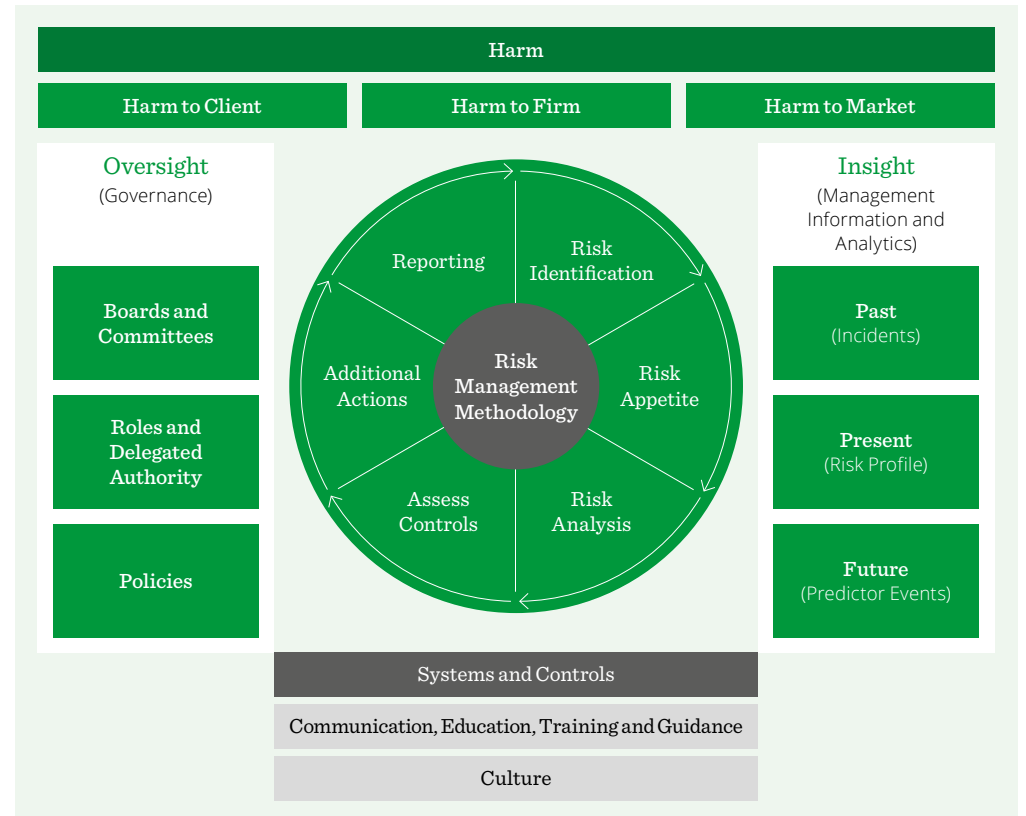 Harm
Harm to Client
Harm to Firm
Harm to Market
Oversight
(Governance)
Boards and
Committees
Roles and
Delegated
Authority
Policies
Reporting
Risk
Identification
Additional
Actions
Risk
Management
Methodology
Risk
Appetite
Assess
Controls
Risk
Analysis
Insight
(Management
Information and
Analytics)
Past
(Incidents)
Present
(Risk Profile)
Future
(Predictor Events)
Systems and Controls
Communication, Education, Training and Guidance
Culture